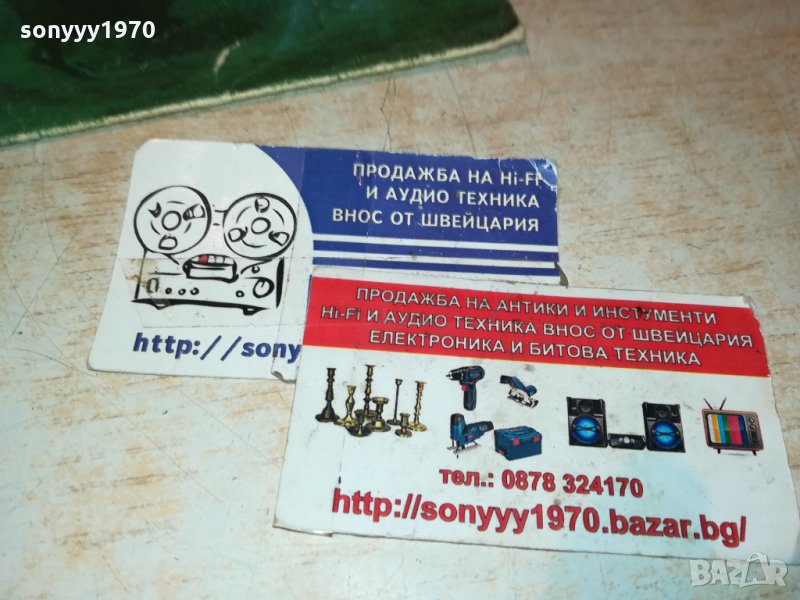 sonyyy1970
ПРОДАЖБА НА Hi-Fi
И АУДИО ТЕХНИКА
ВНОС ОТ ШВЕЙЦАРИЯ
http://sony
ПРОДАЖБА НА АНТИКИ И ИНСТУМЕНТИ
Hi-Fi И АУДИО ТЕХНИКА ВНОС ОТ ШВЕЙЦАРИЯ
ЕЛЕКТРОНИКА И БИТОВА ТЕХНИКА
тел.: 0878 324170
http://sonyyy1970.bazar.bg/
BAZAR